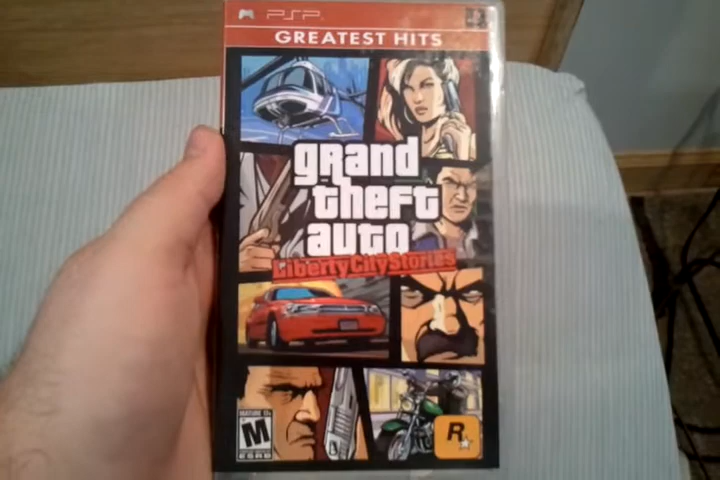 PSP
GREATEST HITS
grand
theft
auto
Liberty City Stories
MATURE 17+
M
ESRB
R